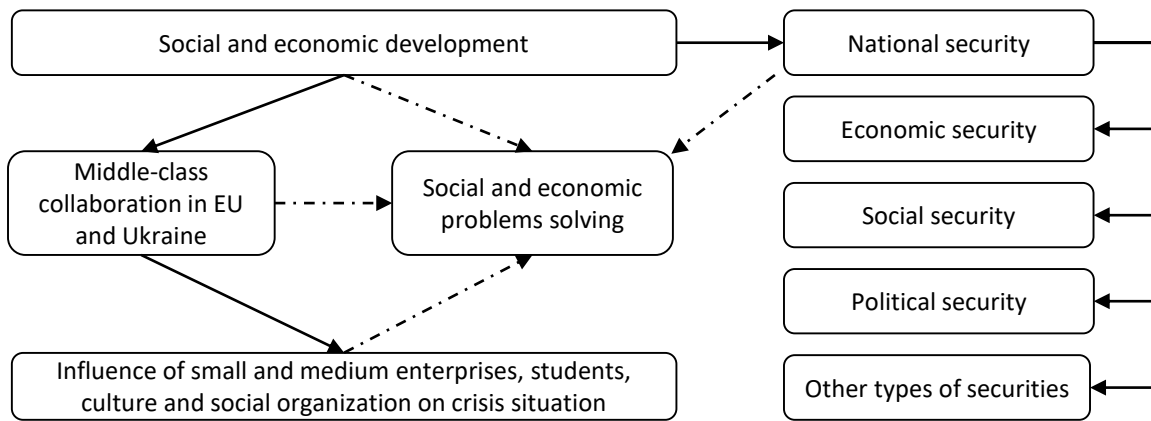 Social and economic development
National security
Economic security
Middle-class
collaboration in EU
and Ukraine
Social and economic
problems solving
Social security
Political security
Influence of small and medium enterprises, students,
culture and social organization on crisis situation
Other types of securities